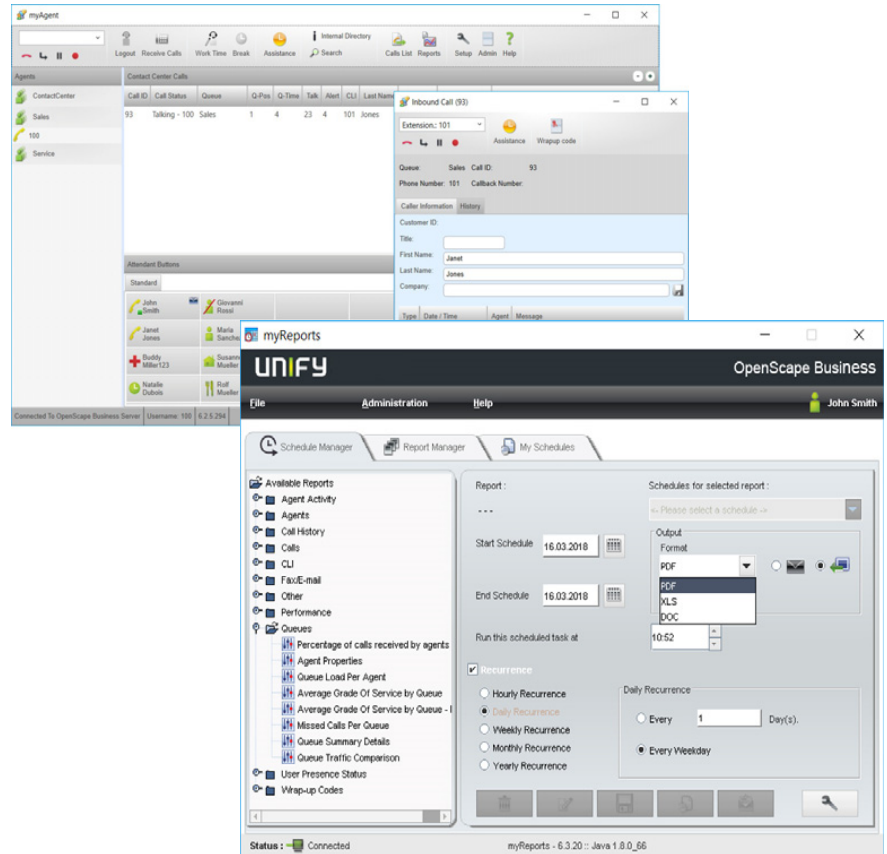 myAgent
Logout Receive Calls Work Time Break Assistance Internal Directory Search Calls List Reports Setup Admin Help
Agents
ContactCenter
Sales
100
Service
Contact Center Calls
Call ID Call Status Queue Q-Pos Q-Time Talk Alert CLI Last Name
93 Talking - 100 Sales 1 4 23 4 101 Jones
Attendant Buttons
Standard
John Smith
Giovanni Rossi
Janet Jones
Maria Sanchez
Buddy Miller123
Susanne Mueller
Natalie Dubois
Rolf Mueller
Connected To OpenScape Business Server Username: 100 6.2.5.294
Inbound Call (93)
Extension.: 101
Assistance Wrapup code
Queue: Sales Call ID: 93
Phone Number: 101 Callback Number:
Caller Information History
Customer ID:
Title:
First Name: Janet
Last Name: Jones
Company:
Type Date / Time Agent Message
myReports
UNIFY OpenScape Business
File Administration Help John Smith
Schedule Manager Report Manager My Schedules
Available Reports
Agent Activity
Agents
Call History
Calls
CLI
Fax/E-mail
Other
Performance
Queues
Percentage of calls received by agents
Agent Properties
Queue Load Per Agent
Average Grade Of Service by Queue
Average Grade Of Service by Queue - I
Missed Calls Per Queue
Queue Summary Details
Queue Traffic Comparison
User Presence Status
Wrap-up Codes
Report :
- - -
Schedules for selected report :
<- Please select a schedule ->
Start Schedule 16.03.2018
End Schedule 16.03.2018
Output
Format
PDF
PDF
XLS
DOC
Run this scheduled task at 10:52
Recurrence
Hourly Recurrence
Daily Recurrence
Weekly Recurrence
Monthly Recurrence
Yearly Recurrence
Daily Recurrence
Every 1 Day(s).
Every Weekday
Status : Connected myReports - 6.3.20 :: Java 1.8.0_66